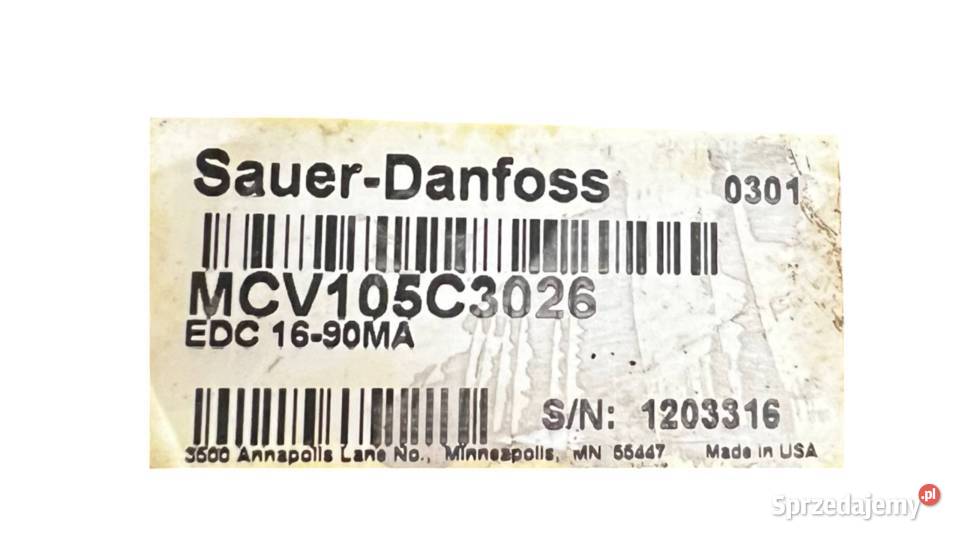 Sauer-Danfoss 0301
MCV105C3026
EDC 16-90MA
S/N: 1203316
3500 Annapolis Lane No., Minneapolis, MN 55447 Made in USA
Sprzedajemy.pl